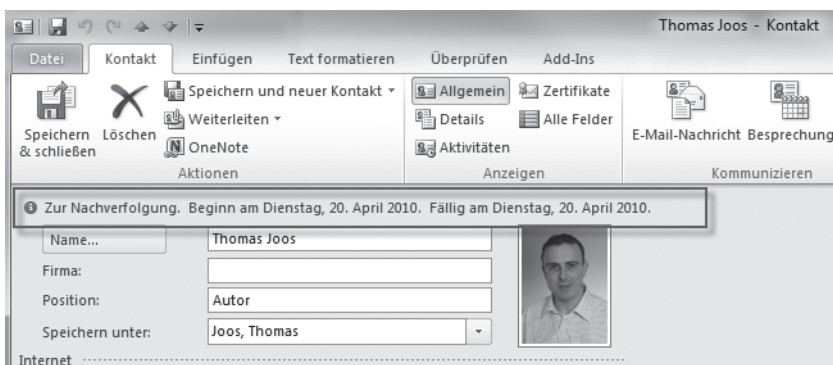 Thomas Joos - Kontakt
Datei Kontakt Einfügen Text formatieren Überprüfen Add-Ins
Speichern & schließen
Löschen
Speichern und neuer Kontakt
Weiterleiten
OneNote
Aktionen
Allgemein
Details
Aktivitäten
Zertifikate
Alle Felder
Anzeigen
E-Mail-Nachricht
Besprechung
Kommunizieren
Zur Nachverfolgung. Beginn am Dienstag, 20. April 2010. Fällig am Dienstag, 20. April 2010.
Name... Thomas Joos
Firma:
Position: Autor
Speichern unter: Joos, Thomas
Internet